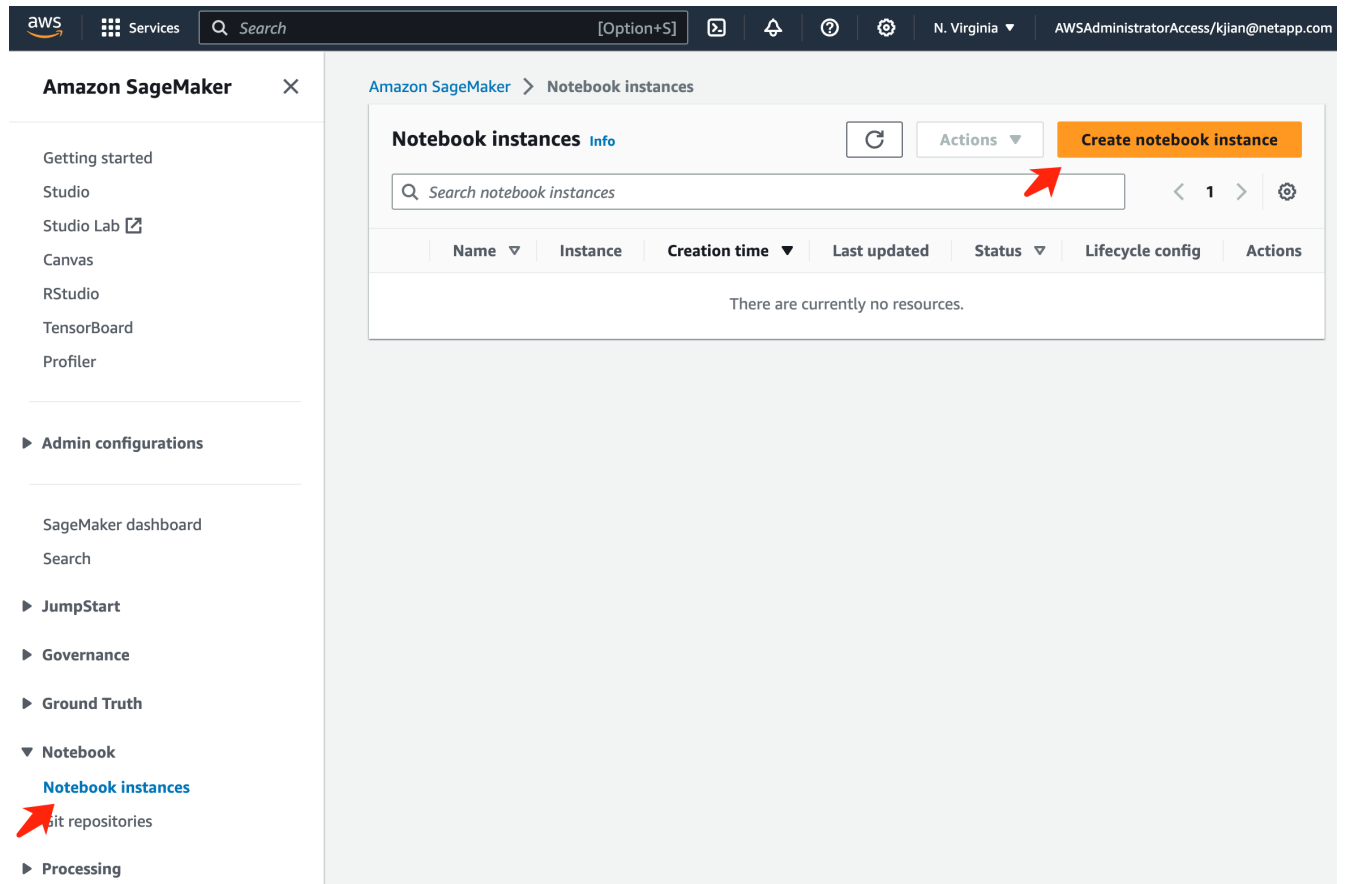 aws Services Search [Option+S] N. Virginia AWSAdministratorAccess/kjian@netapp.com
Amazon SageMaker
Getting started
Studio
Studio Lab
Canvas
RStudio
TensorBoard
Profiler
Admin configurations
SageMaker dashboard
Search
JumpStart
Governance
Ground Truth
Notebook
Notebook instances
Git repositories
Processing
Amazon SageMaker > Notebook instances
Notebook instances Info Actions Create notebook instance
Search notebook instances 1
Name Instance Creation time Last updated Status Lifecycle config Actions
There are currently no resources.